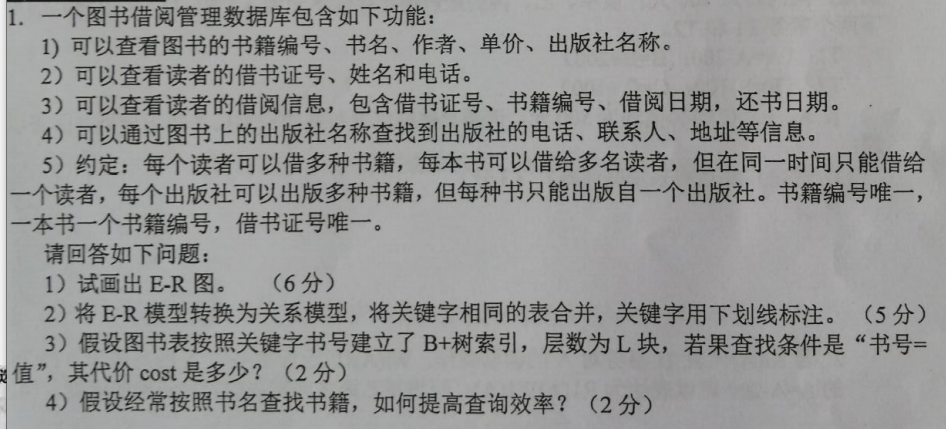 1. 一个图书借阅管理数据库包含如下功能：
1) 可以查看图书的书籍编号、书名、作者、单价、出版社名称。
2）可以查看读者的借书证号、姓名和电话。
3）可以查看读者的借阅信息，包含借书证号、书籍编号、借阅日期，还书日期。
4）可以通过图书上的出版社名称查找到出版社的电话、联系人、地址等信息。
5）约定：每个读者可以借多种书籍，每本书可以借给多名读者，但在同一时间只能借给
一个读者，每个出版社可以出版多种书籍，但每种书只能出版自一个出版社。书籍编号唯一，
一本书一个书籍编号，借书证号唯一。
请回答如下问题：
1）试画出 E-R 图。 （6 分）
2）将 E-R 模型转换为关系模型，将关键字相同的表合并，关键字用下划线标注。（5 分）
3）假设图书表按照关键字书号建立了 B+树索引，层数为 L 块，若果查找条件是“书号=
值”，其代价 cost 是多少？（2 分）
4）假设经常按照书名查找书籍，如何提高查询效率？（2 分）